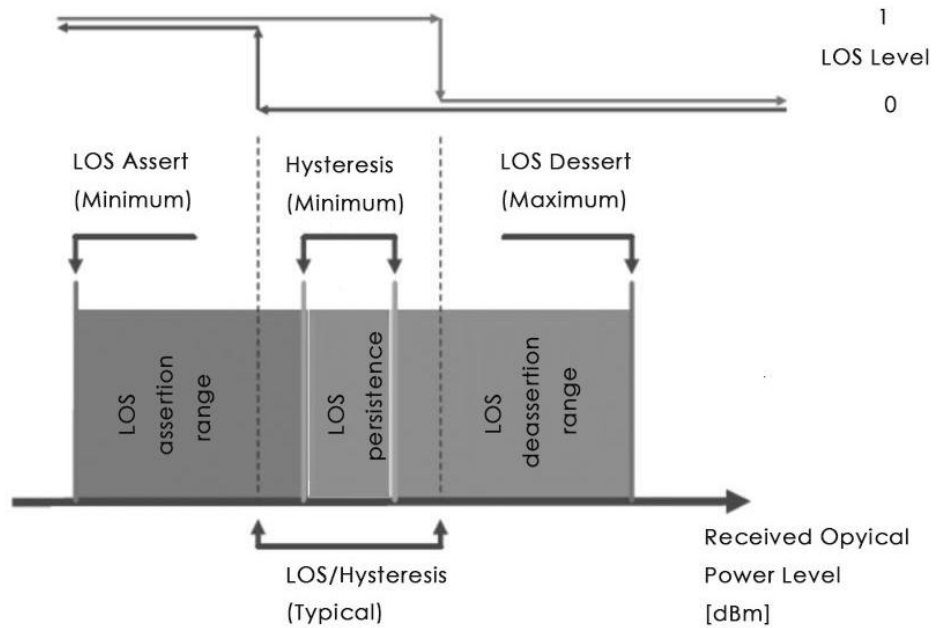 1
LOS Level
0
LOS Assert
(Minimum)
Hysteresis
(Minimum)
LOS Dessert
(Maximum)
LOS
assertion
range
LOS
persistence
LOS
deassertion
range
LOS/Hysteresis
(Typical)
Received Opyical
Power Level
[dBm]